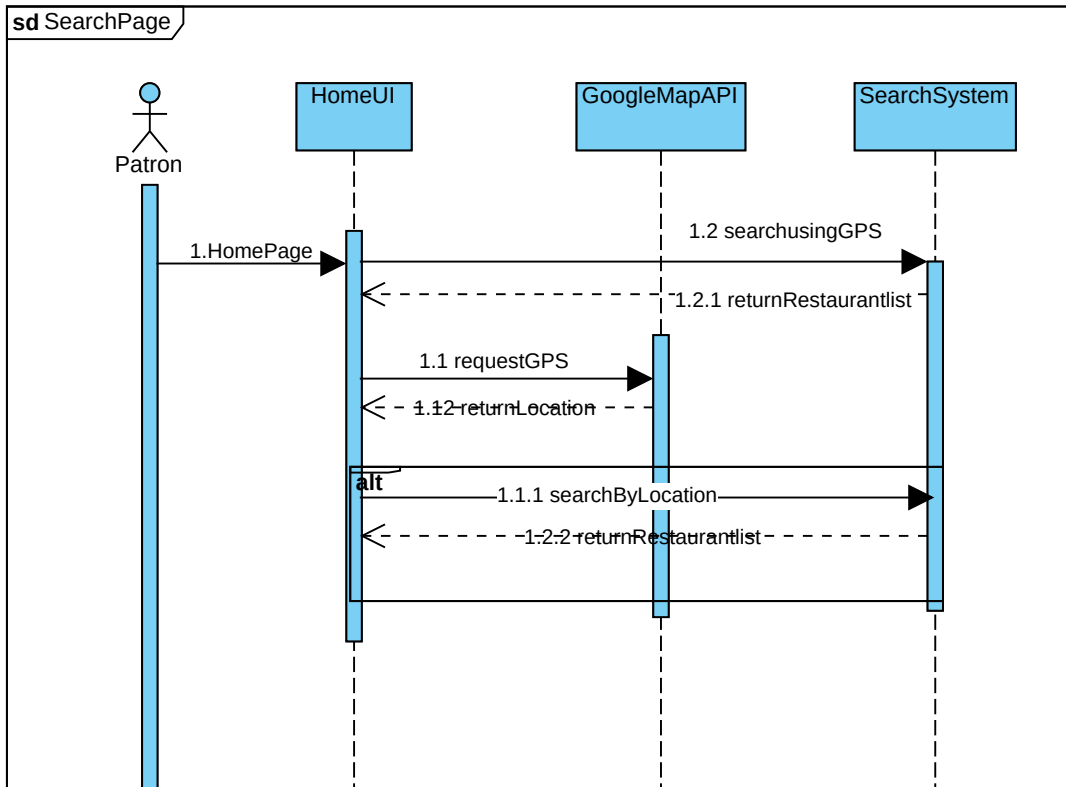 sd SearchPage
Patron
HomeUI
GoogleMapAPI
SearchSystem
1.HomePage
1.2 searchusingGPS
1.2.1 returnRestaurantlist
1.1 requestGPS
1.12 returnLocation
alt
1.1.1 searchByLocation
1.2.2 returnRestaurantlist